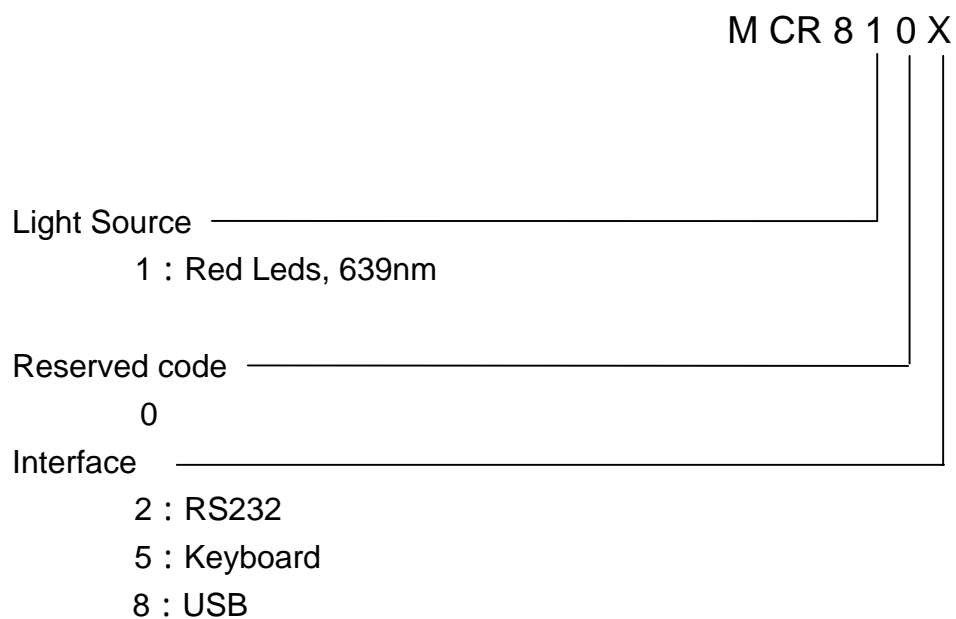 M CR 8 1 0 X
Light Source
1 : Red Leds, 639nm
Reserved code
0
Interface
2 : RS232
5 : Keyboard
8 : USB